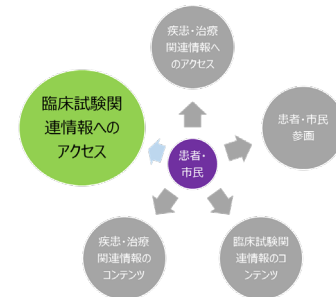 疾患・治療
関連情報へ
のアクセス
臨床試験関
連情報への
アクセス
患者・市民
参画
患者・
市民
疾患・治療
関連情報の
コンテンツ
臨床試験関
連情報のコ
ンテンツ